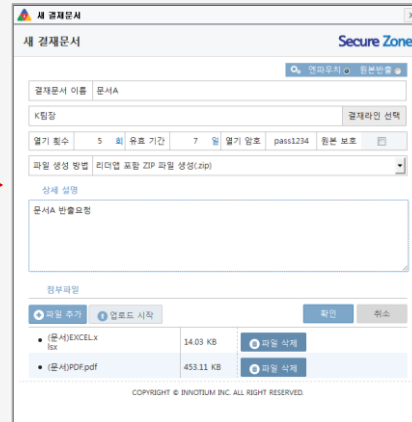 새 결재문서
새 결재문서 Secure Zone
엔파우치 원본반출
결재문서 이름 문서A
K팀장 결재라인 선택
열기 횟수 5 회 유효 기간 7 일 열기 암호 pass1234 원본 보호
파일 생성 방법 리더앱 포함 ZIP 파일 생성(.zip)
상세 설명
문서A 반출요청
첨부파일
파일 추가 업로드 시작 확인 취소
(문서)EXCEL.x
lsx 14.03 KB 파일 삭제
(문서)PDF.pdf 453.11 KB 파일 삭제
COPYRIGHT © INNOTIUM INC. ALL RIGHT RESERVED.